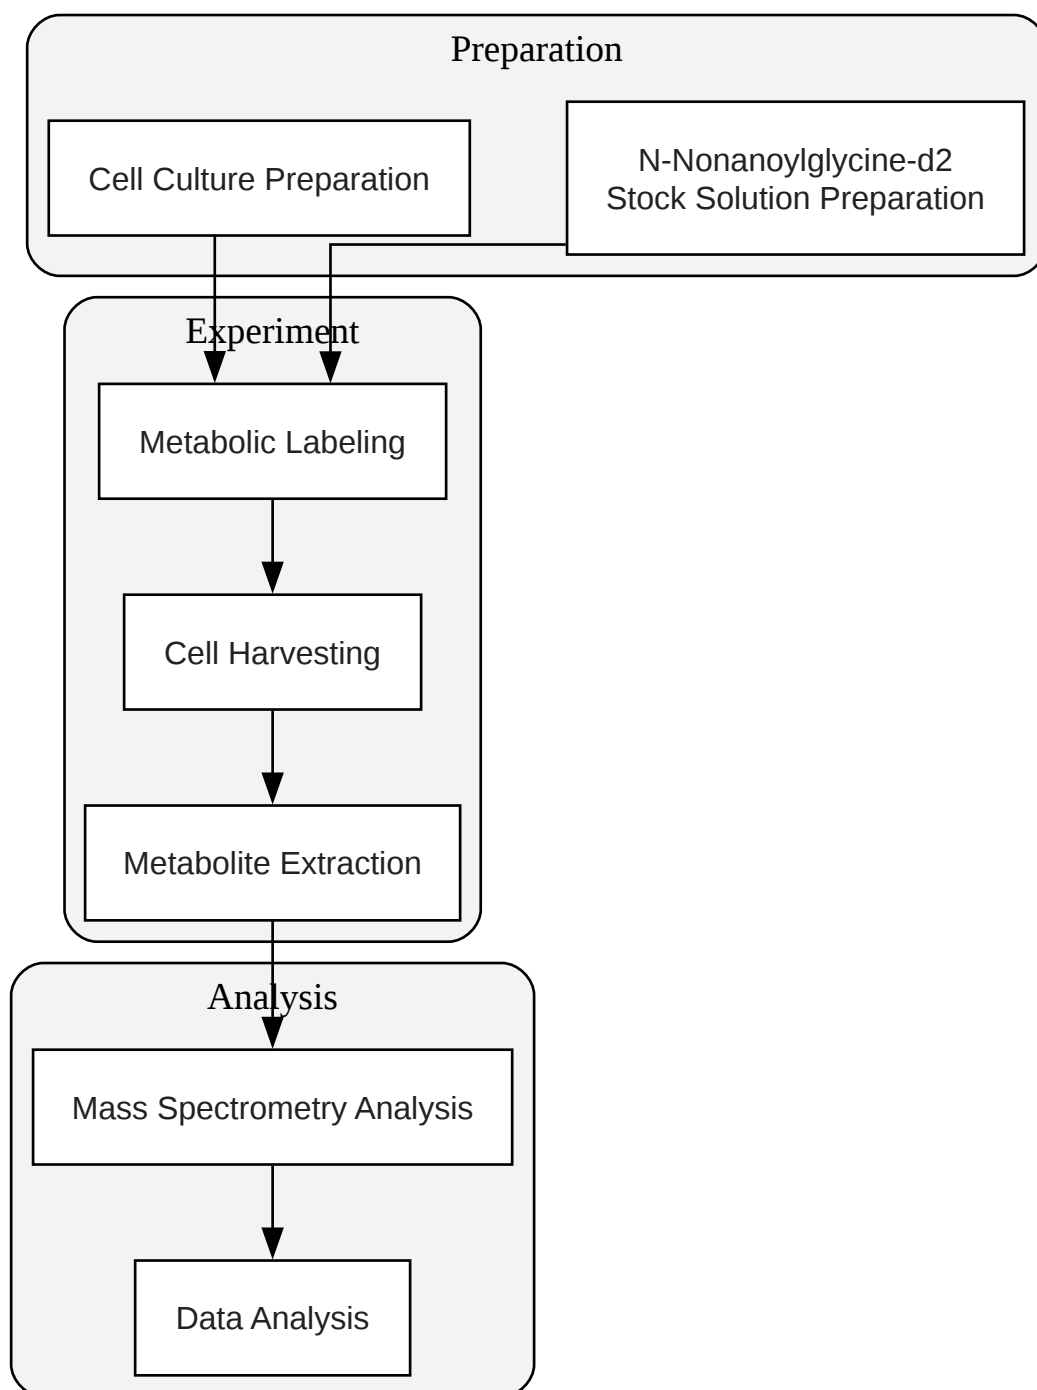 Preparation
Cell Culture Preparation
N-Nonanoylglycine-d2
Stock Solution Preparation
Experiment
Metabolic Labeling
Cell Harvesting
Metabolite Extraction
Analysis
Mass Spectrometry Analysis
Data Analysis